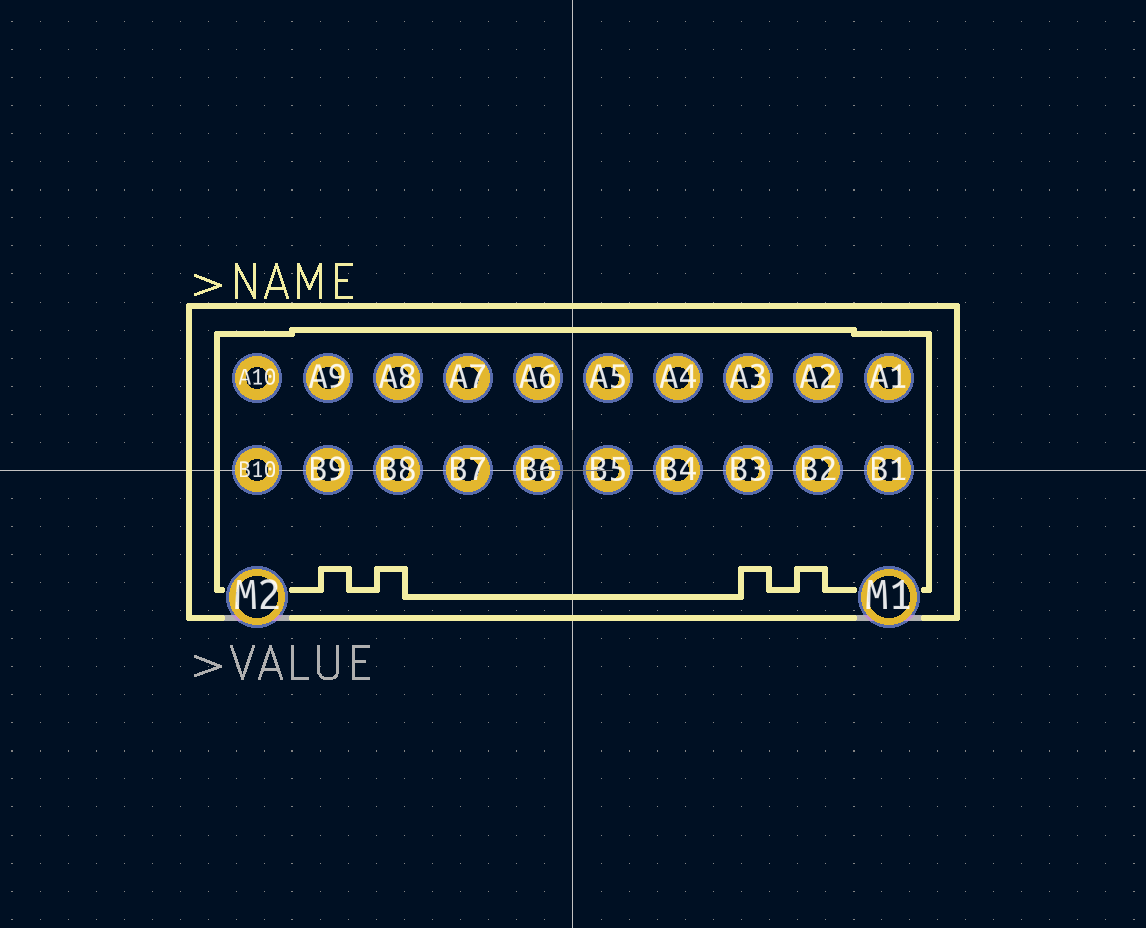 >NAME
A10 A9 A8 A7 A6 A5 A4 A3 A2 A1
B10 B9 B8 B7 B6 B5 B4 B3 B2 B1
M2 M1
>VALUE